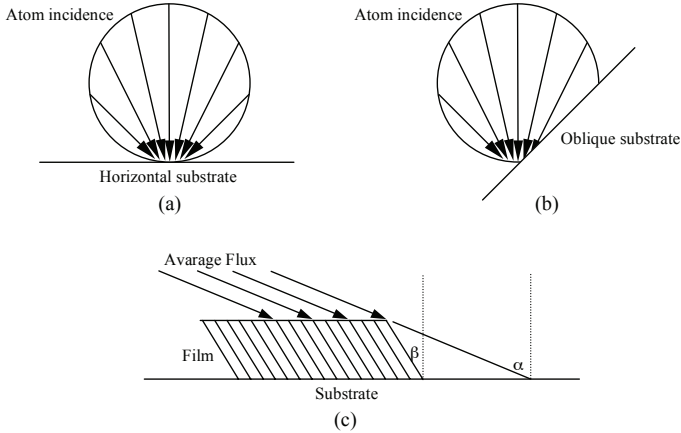 Atom incidence
Atom incidence
Oblique substrate
Horizontal substrate
(a)
(b)
Avarage Flux
Film
β
α
Substrate
(c)